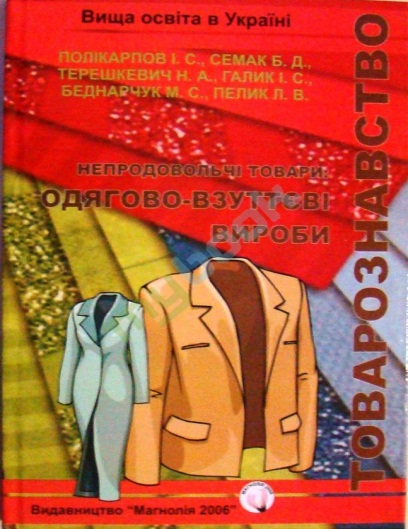 Вища освіта в Україні
ПОЛІКАРПОВ І. С., СЕМАК Б. Д.,
ТЕРЕШКЕВИЧ Н. А., ГАЛИК І. С.,
БЕДНАРЧУК М. С., ПЕЛИК Л. В.
ТОВАРОЗНАВСТВО
НЕПРОДОВОЛЬЧІ ТОВАРИ:
ОДЯГОВО-ВЗУТТЄВІ
ВИРОБИ
Видавництво "Магнолія 2006"